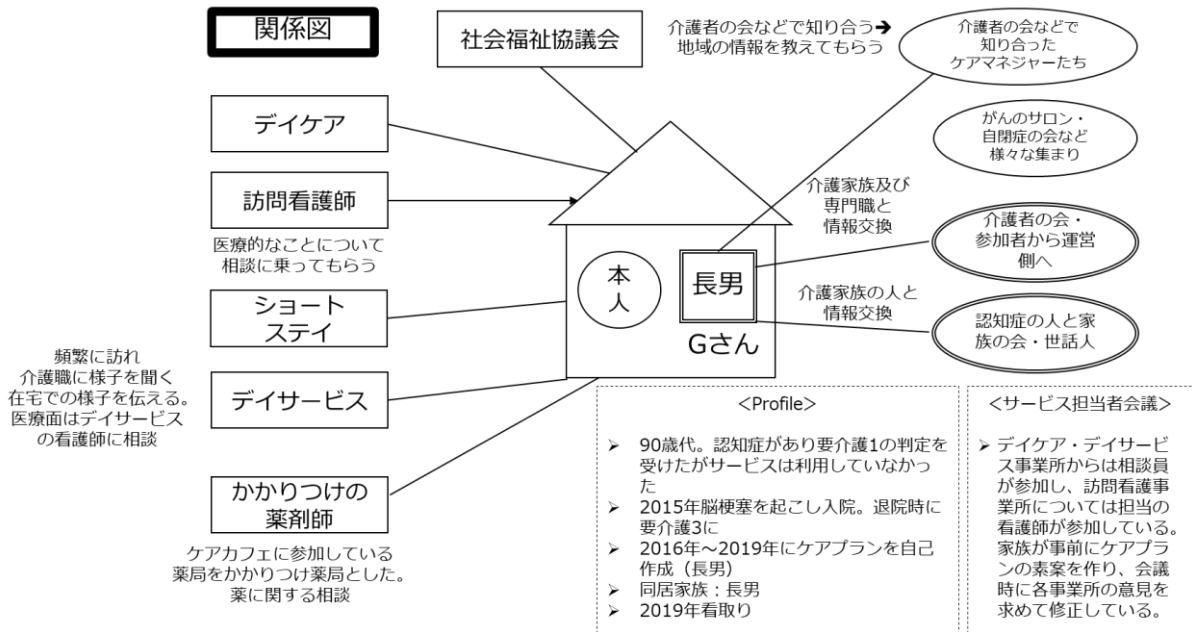 関係図
社会福祉協議会
介護者の会などで知り合う➔
地域の情報を教えてもらう
介護者の会などで
知り合った
ケアマネジャーたち
デイケア
がんのサロン・
自閉症の会など
様々な集まり
訪問看護師
医療的なことについて
相談に乗ってもらう
介護家族及び
専門職と
情報交換
介護者の会・
参加者から運営
側へ
本
人
長男
Gさん
介護家族の人と
情報交換
認知症の人と家
族の会・世話人
ショート
ステイ
頻繁に訪れ
介護職に様子を聞く
在宅での様子を伝える。
医療面はデイサービス
の看護師に相談
デイサービス
かかりつけの
薬剤師
ケアカフェに参加している
薬局をかかりつけ薬局とした。
薬に関する相談
<Profile>
➢ 90歳代。認知症があり要介護1の判定を
受けたがサービスは利用していなかっ
た
➢ 2015年脳梗塞を起こし入院。退院時に
要介護3に
➢ 2016年～2019年にケアプランを自己
作成（長男）
➢ 同居家族：長男
➢ 2019年看取り
<サービス担当者会議>
➢ デイケア・デイサービ
ス事業所からは相談員
が参加し、訪問看護事
業所については担当の
看護師が参加している。
家族が事前にケアプラ
ンの素案を作り、会議
時に各事業所の意見を
求めて修正している。